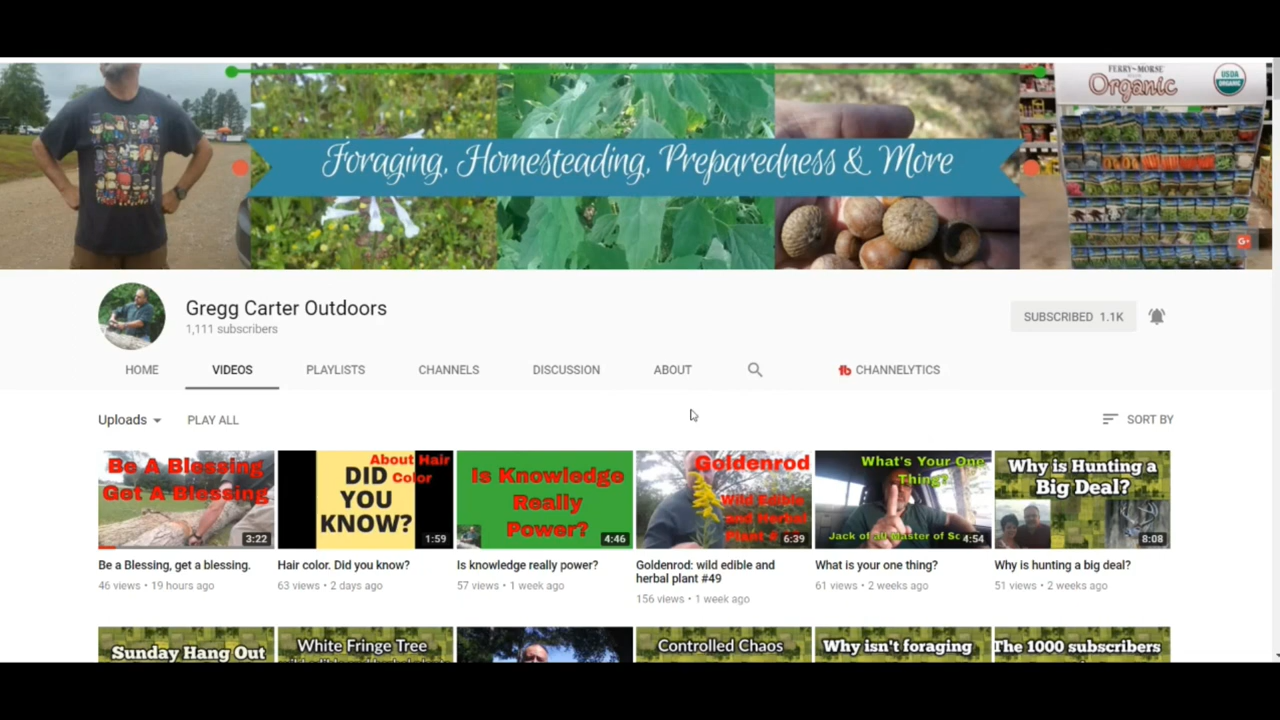 FERRY-MORSE
Organic
USDA
ORGANIC
Foraging, Homesteading, Preparedness & More
G+
Gregg Carter Outdoors
1,111 subscribers
SUBSCRIBED 1.1K
HOME
VIDEOS
PLAYLISTS
CHANNELS
DISCUSSION
ABOUT
tb CHANNELYTICS
Uploads
PLAY ALL
SORT BY
Be A Blessing
Get A Blessing
3:22
About Hair
Color
DID
YOU
KNOW?
1:59
Is Knowledge
Really
Power?
4:46
Goldenrod
Wild Edible
and Herbal
Plant #
6:39
What's Your One
Thing?
Jack of all Master of
4:54
Why is Hunting a
Big Deal?
8:08
Be a Blessing, get a blessing.
46 views • 19 hours ago
Hair color. Did you know?
63 views • 2 days ago
Is knowledge really power?
57 views • 1 week ago
Goldenrod: wild edible and
herbal plant #49
156 views • 1 week ago
What is your one thing?
61 views • 2 weeks ago
Why is hunting a big deal?
51 views • 2 weeks ago
Sunday Hang Out
White Fringe Tree
Controlled Chaos
Why isn't foraging
The 1000 subscribers